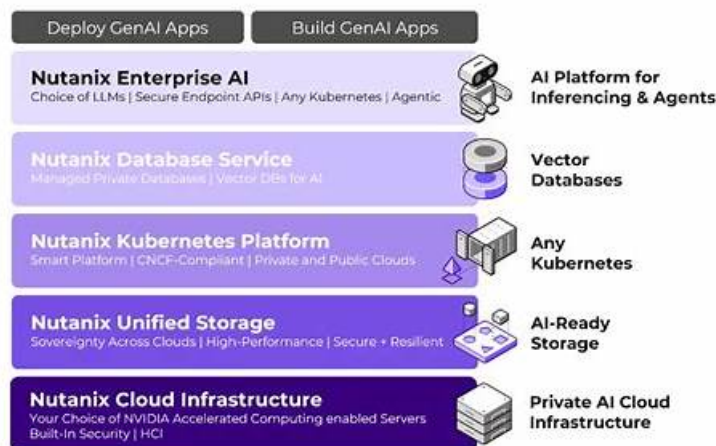 Deploy GenAI Apps
Build GenAI Apps
Nutanix Enterprise AI
Choice of LLMs | Secure Endpoint APIs | Any Kubernetes | Agentic
AI Platform for
Inferencing & Agents
Nutanix Database Service
Managed Private Databases | Vector DBs for AI
Vector
Databases
Nutanix Kubernetes Platform
Smart Platform | CNCF-Compliant | Private and Public Clouds
Any
Kubernetes
Nutanix Unified Storage
Sovereignty Across Clouds | High-Performance | Secure + Resilient
AI-Ready
Storage
Nutanix Cloud Infrastructure
Your Choice of NVIDIA Accelerated Computing enabled Servers
Built-In Security | HCI
Private AI Cloud
Infrastructure